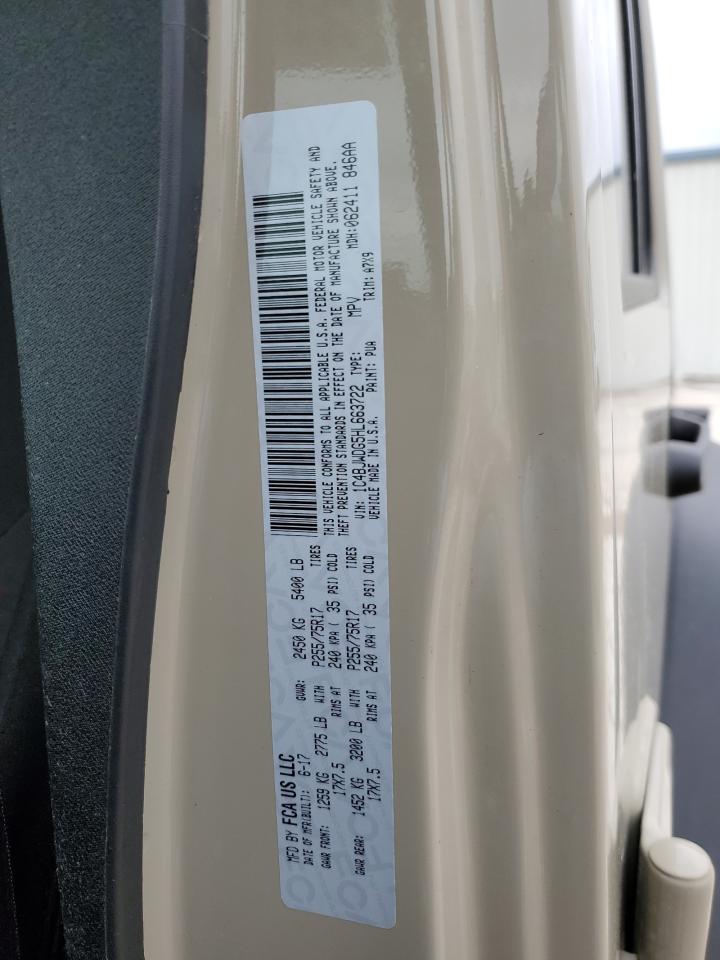 MFD BY FCA US LLC
DATE OF MFR(BUILT): 6-17 GVWR: 2450 KG 5400 LB
GAWR FRONT: 1259 KG 2775 LB WITH P255/75R17 TIRES
17X7.5 RIMS AT 240 KPA ( 35 PSI) COLD
GAWR REAR: 1452 KG 3200 LB WITH P255/75R17 TIRES
17X7.5 RIMS AT 240 KPA ( 35 PSI) COLD
THIS VEHICLE CONFORMS TO ALL APPLICABLE U.S.A. FEDERAL MOTOR VEHICLE SAFETY AND
THEFT PREVENTION STANDARDS IN EFFECT ON THE DATE OF MANUFACTURE SHOWN ABOVE.
VIN: 1C4BJWDG5HL663722 TYPE: MPV MDH:062411 846AA
VEHICLE MADE IN U.S.A. PAINT: PUA TRIM: A7X9